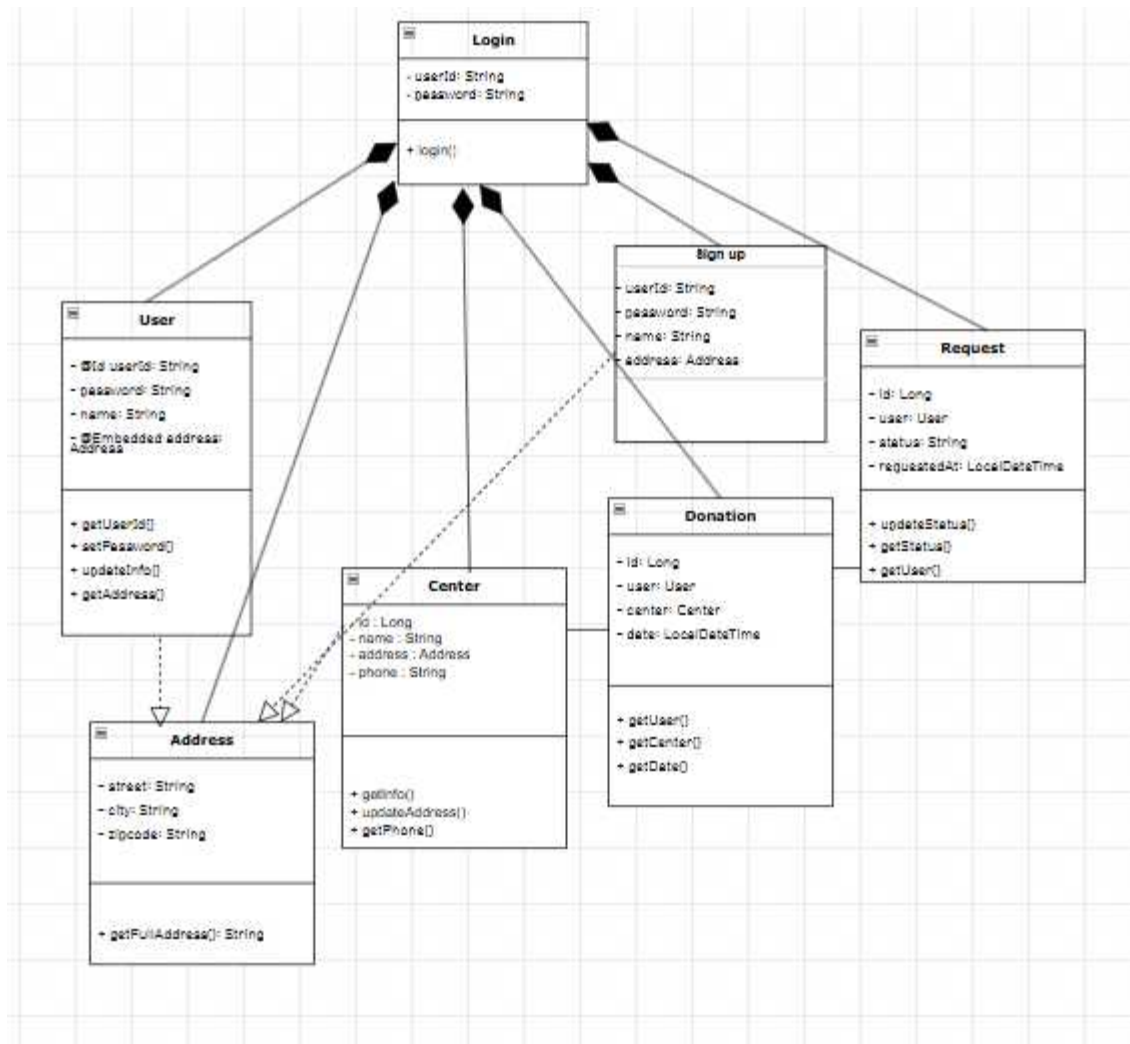 Login
- userId: String
- password: String
+ login()
Sign up
- userId: String
- password: String
- name: String
- address: Address
User
- @Id userId: String
- password: String
- name: String
- @Embedded address:
Address
+ getUserId()
+ setPassword()
+ updateInfo()
+ getAddress()
Request
- id: Long
- user: User
- status: String
- requestedAt: LocalDateTime
+ updateStatus()
+ getStatus()
+ getUser()
Donation
- id: Long
- user: User
- center: Center
- date: LocalDateTime
+ getUser()
+ getCenter()
+ getDate()
Center
- id : Long
- name : String
- address : Address
- phone : String
+ getInfo()
+ updateAddress()
+ getPhone()
Address
- street: String
- city: String
- zipcode: String
+ getFullAddress(): String